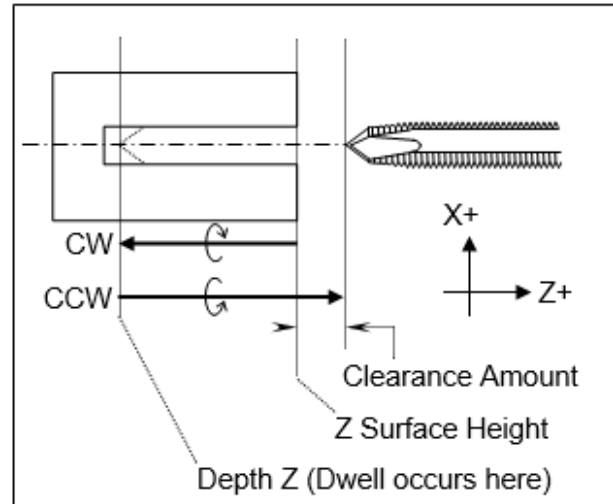 CW
CCW
X+
Z+
Clearance Amount
Z Surface Height
Depth Z (Dwell occurs here)